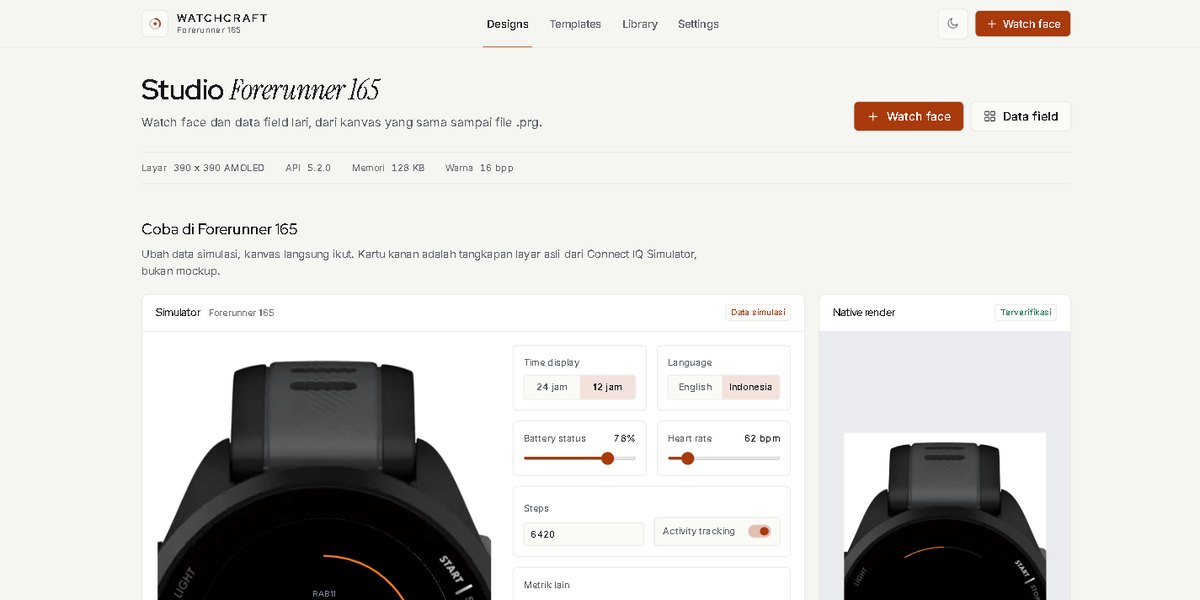 WATCHCRAFT
Forerunner 165
Designs
Templates
Library
Settings
+ Watch face
Studio Forerunner 165
Watch face dan data field lari, dari kanvas yang sama sampai file .prg.
+ Watch face
Data field
Layar 390 x 390 AMOLED API 5.2.0 Memori 128 KB Warna 16 bpp
Coba di Forerunner 165
Ubah data simulasi, kanvas langsung ikut. Kartu kanan adalah tangkapan layar asli dari Connect IQ Simulator,
bukan mockup.
Simulator Forerunner 165
Data simulasi
Time display
24 jam
12 jam
Language
English
Indonesia
Battery status 78%
Heart rate 62 bpm
Steps
6420
Activity tracking
Metrik lain
LIGHT
START
RAB11
Native render
Terverifikasi
LIGHT
START